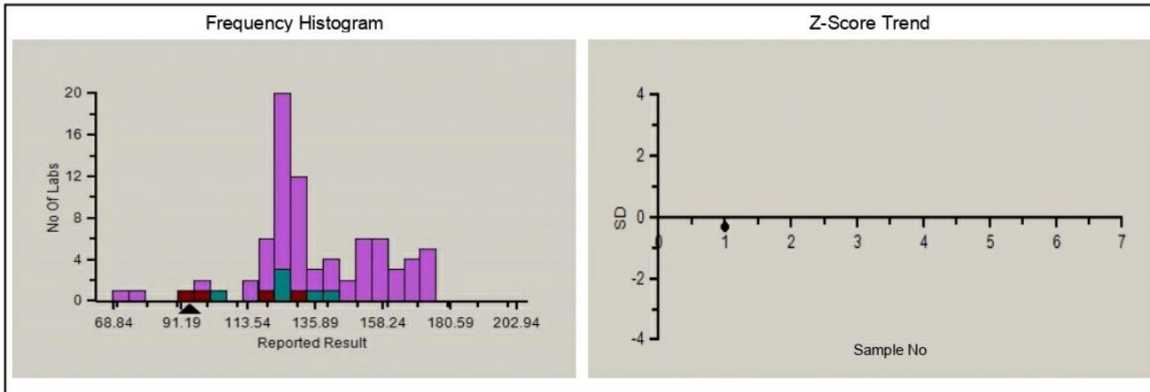 Frequency Histogram
20
16
12
8
4
0
No Of Labs
68.84 91.19 113.54 135.89 158.24 180.59 202.94
Reported Result
Z-Score Trend
4
2
0
-2
-4
SD
0 1 2 3 4 5 6 7
Sample No